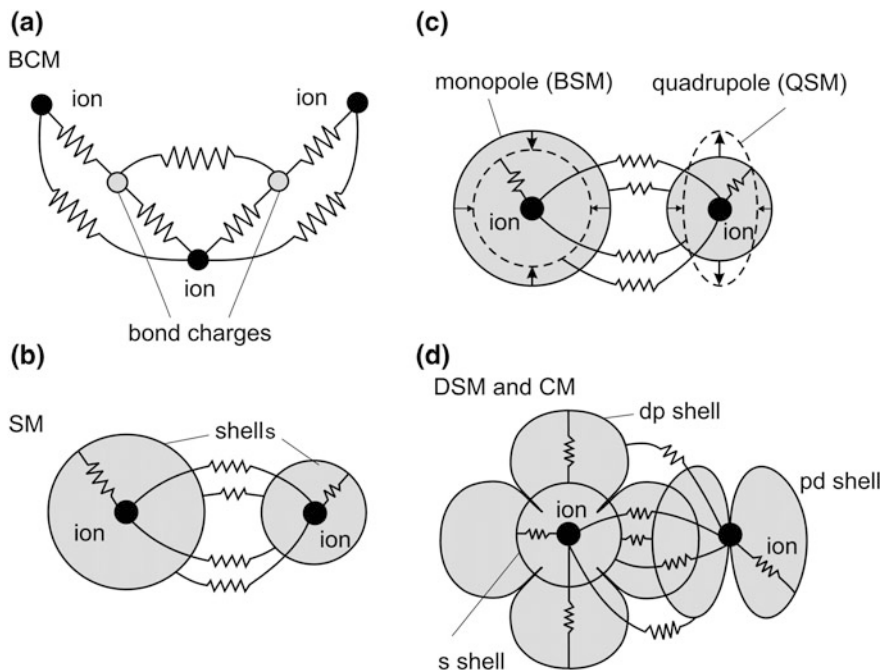 (a)
BCM
ion
ion
ion
bond charges
(b)
SM
shells
ion
ion
(c)
monopole (BSM)
quadrupole (QSM)
ion
ion
(d)
DSM and CM
dp shell
pd shell
ion
ion
s shell